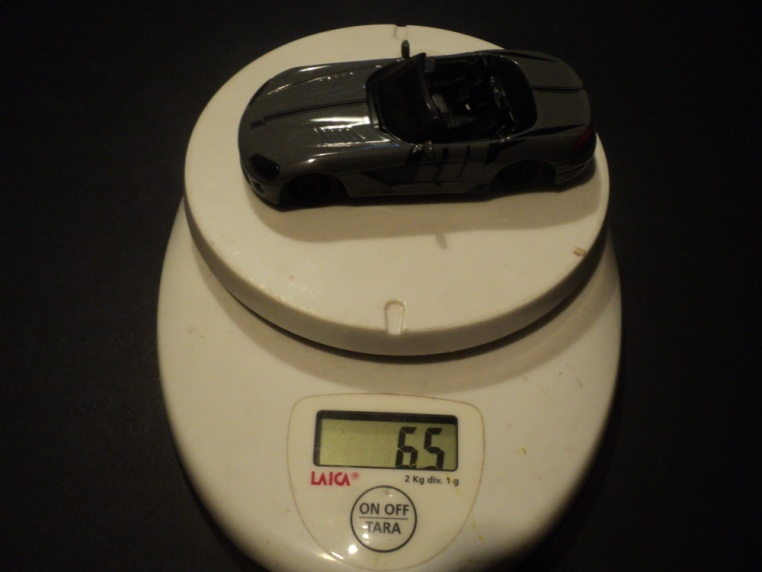 65
LAICA®
2 Kg div. 1 g
ON OFF
TARA